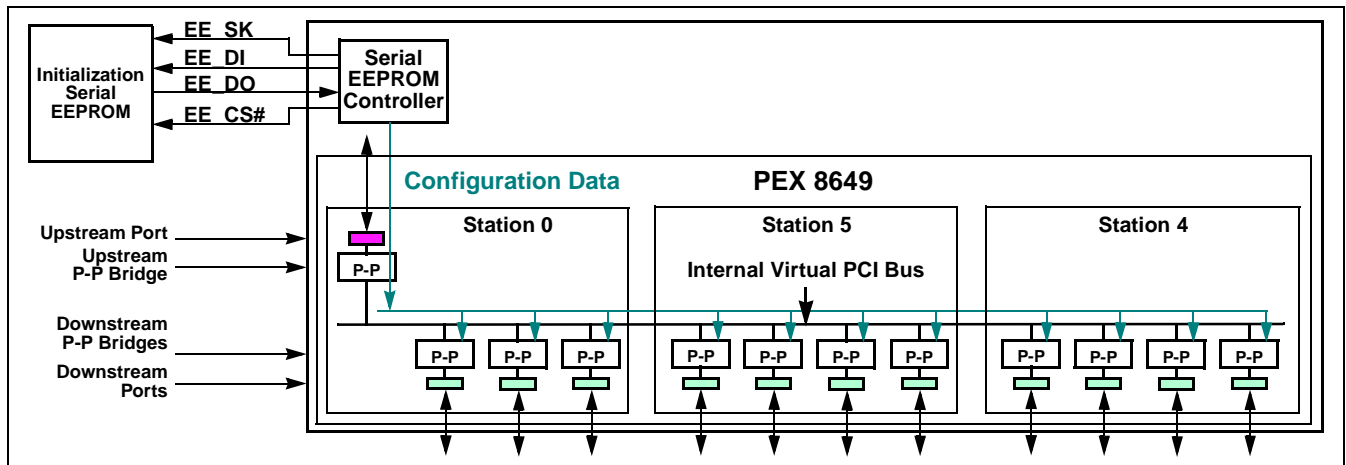 EE_SK
EE_DI
EE_DO
EE_CS#
Initialization
Serial
EEPROM
Serial
EEPROM
Controller
Configuration Data
PEX 8649
Station 0
Station 5
Station 4
Upstream Port
Upstream
P-P Bridge
P-P
Internal Virtual PCI Bus
Downstream
P-P Bridges
Downstream
Ports
P-P P-P P-P P-P P-P P-P P-P P-P P-P P-P P-P